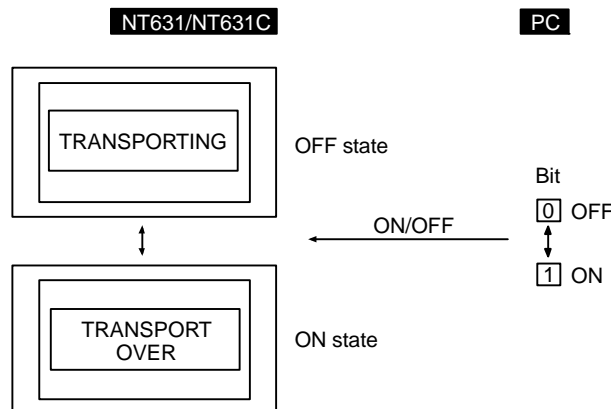 NT631/NT631C
PC
TRANSPORTING
OFF state
Bit
0 OFF
ON/OFF
1 ON
TRANSPORT
OVER
ON state